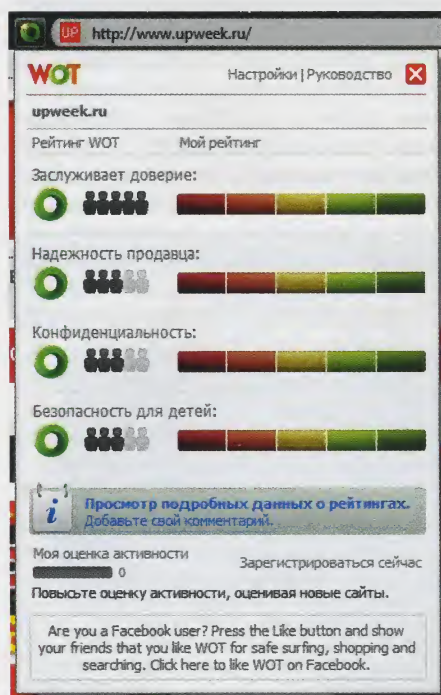 UP http://www.upweek.ru/
WOT Настройки | Руководство
upweek.ru
Рейтинг WOT Мой рейтинг
Заслуживает доверие:
Надежность продавца:
Конфиденциальность:
Безопасность для детей:
i Просмотр подробных данных о рейтингах.
Добавьте свой комментарий.
Моя оценка активности
0 Зарегистрироваться сейчас
Повысьте оценку активности, оценивая новые сайты.
Are you a Facebook user? Press the Like button and show
your friends that you like WOT for safe surfing, shopping and
searching. Click here to like WOT on Facebook.